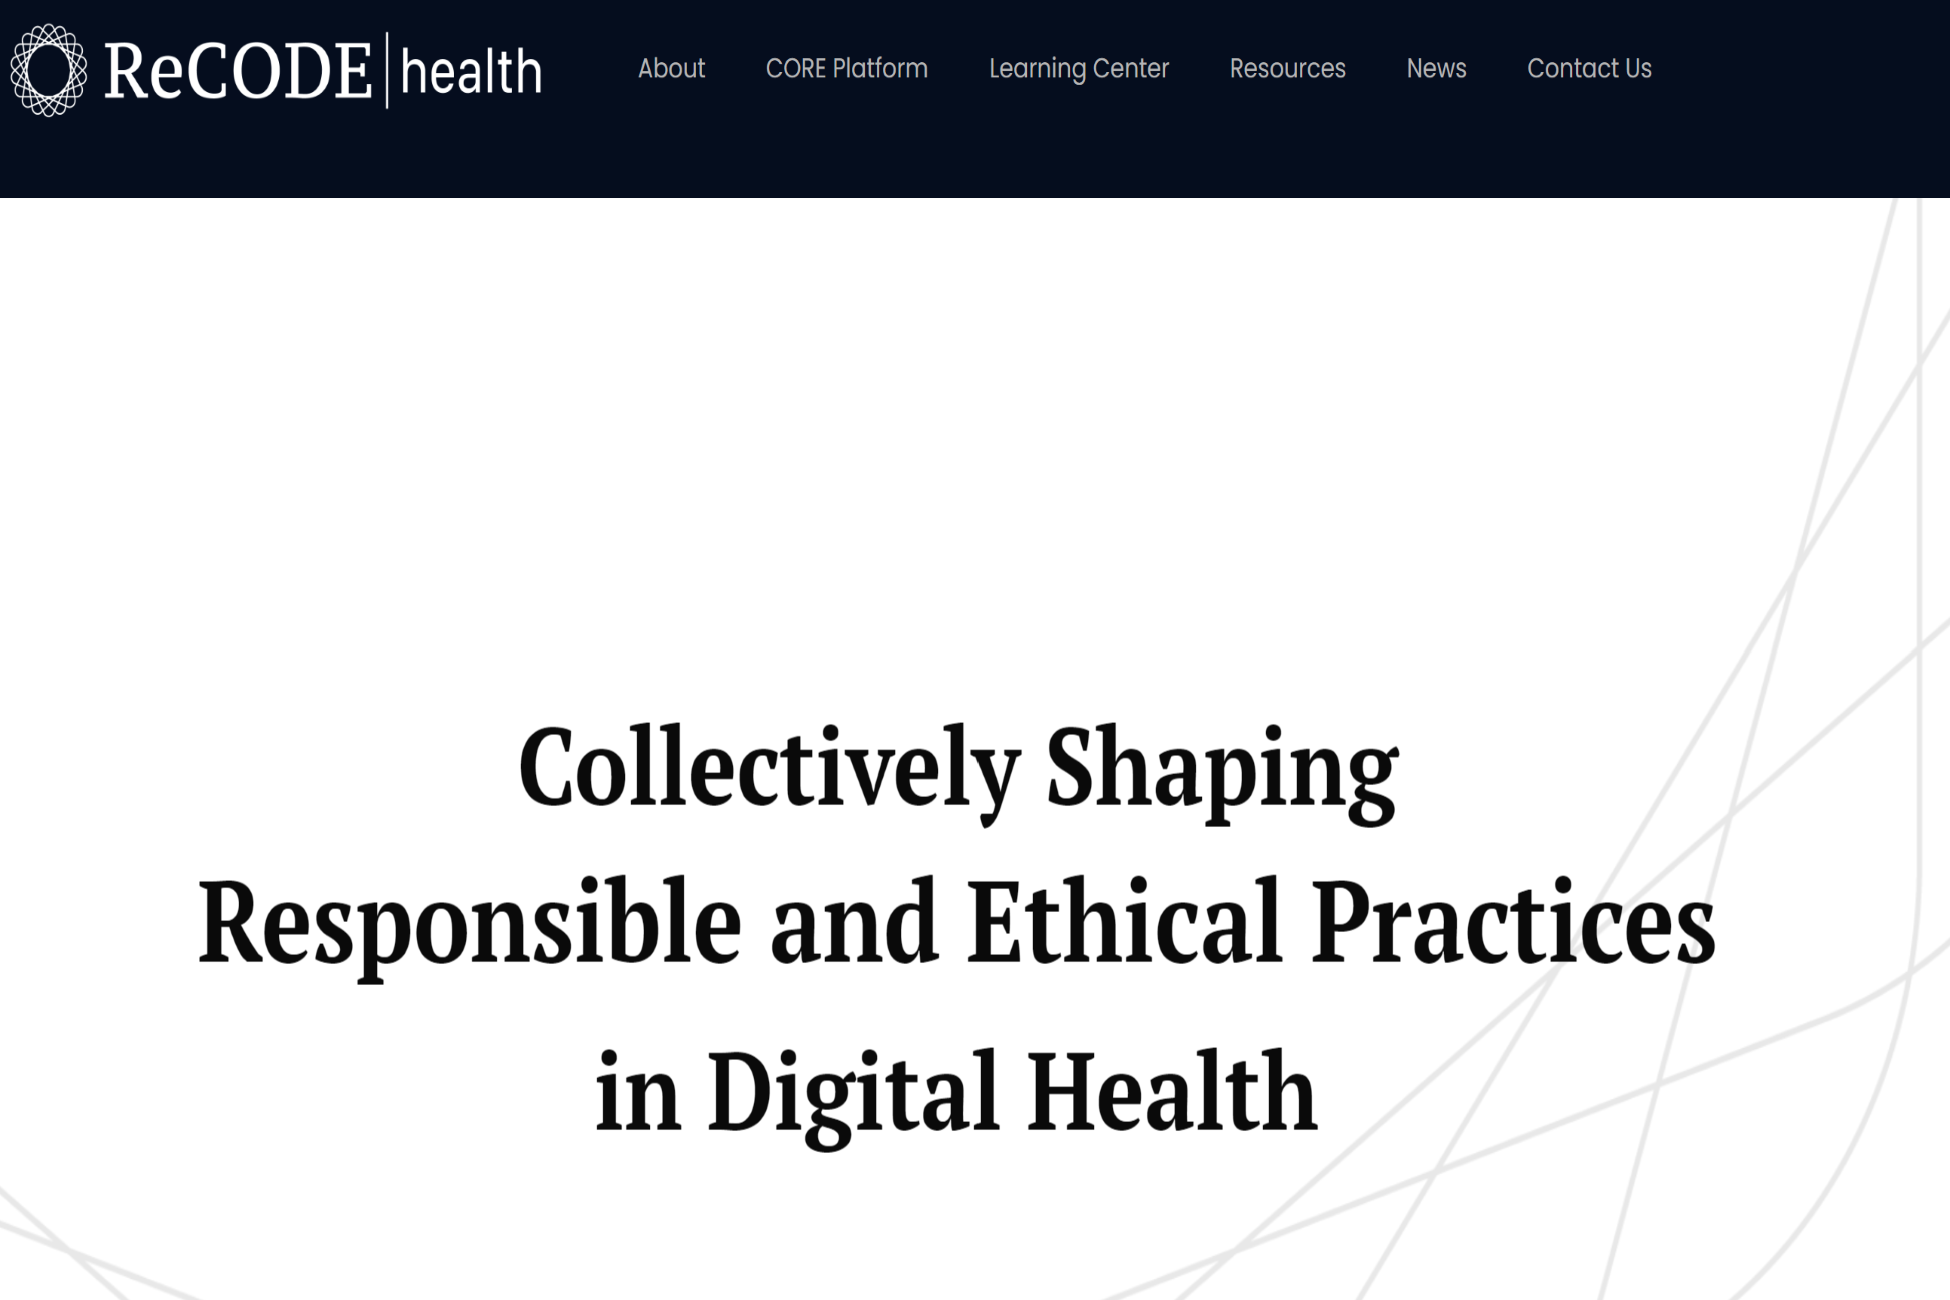 ReCODE health About CORE Platform Learning Center Resources News Contact Us
Collectively Shaping
Responsible and Ethical Practices
in Digital Health